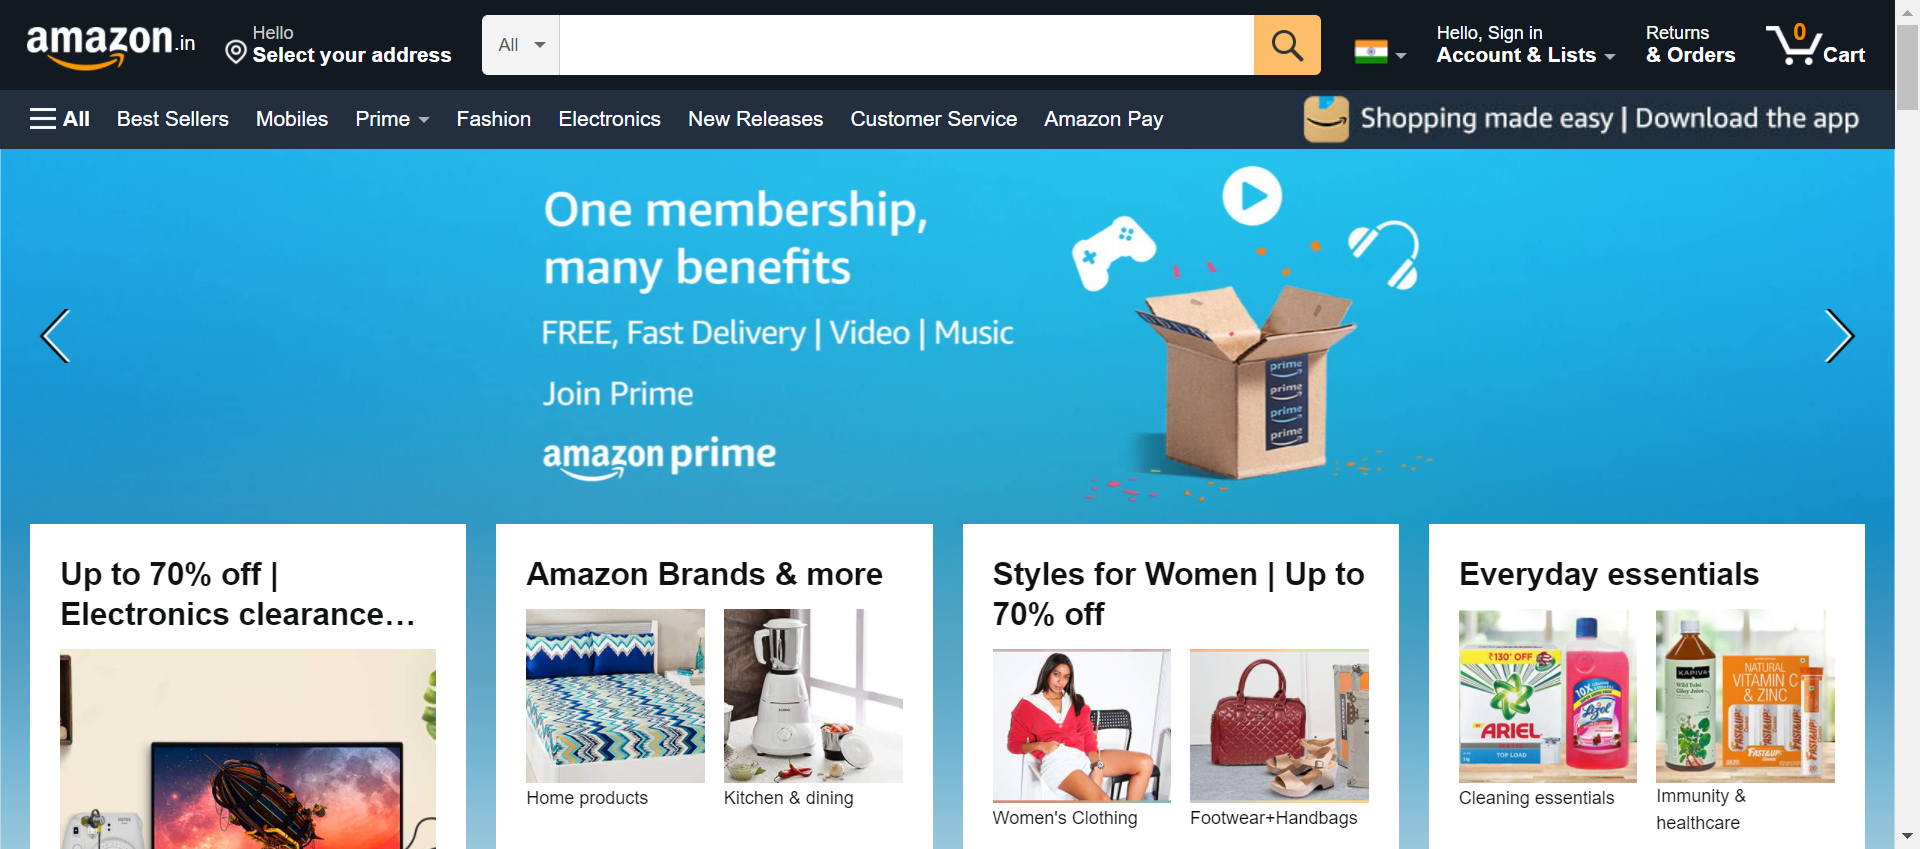 amazon.in
Hello
Select your address
All
Hello, Sign in
Account & Lists
Returns
& Orders
0
Cart
All
Best Sellers
Mobiles
Prime
Fashion
Electronics
New Releases
Customer Service
Amazon Pay
Shopping made easy | Download the app
One membership,
many benefits
FREE, Fast Delivery | Video | Music
Join Prime
amazon prime
prime
prime
prime
prime
Up to 70% off |
Electronics clearance…
Amazon Brands & more
Home products
Kitchen & dining
Styles for Women | Up to
70% off
Women's Clothing
Footwear+Handbags
Everyday essentials
₹130* OFF
ARIEL
TOP LOAD
10X
Lizol
Cleaning essentials
KAPIVA
Wild Tulsi
Giloy Juice
NATURAL
VITAMIN C
& ZINC
FAST&UP
Immunity &
healthcare